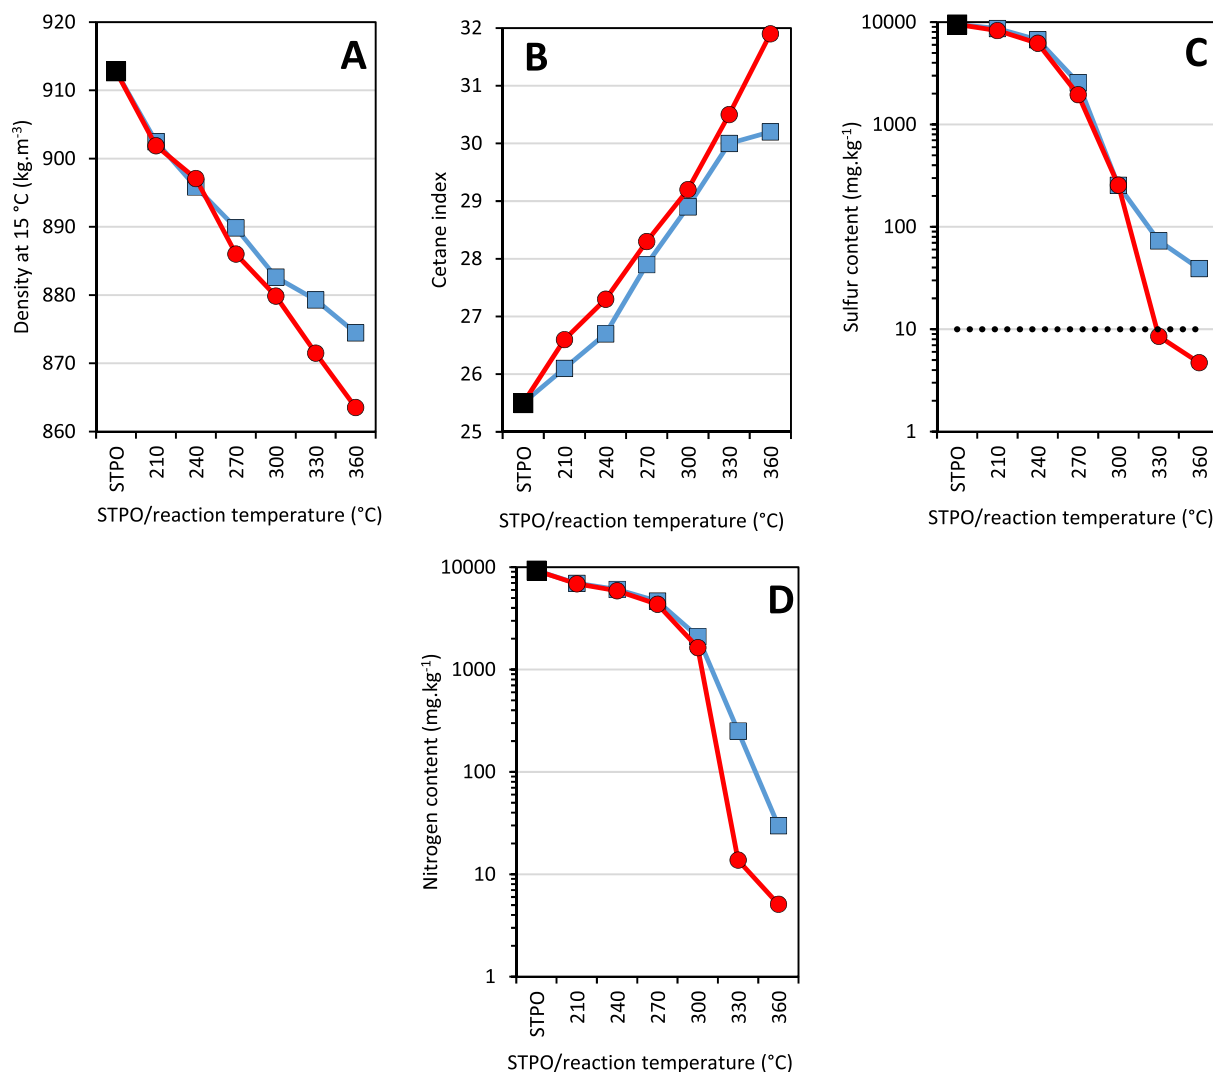 A
Density at 15 °C (kg.m-3)
920
910
900
890
880
870
860
STPO 210 240 270 300 330 360
STPO/reaction temperature (°C)
B
Cetane index
32
31
30
29
28
27
26
25
STPO 210 240 270 300 330 360
STPO/reaction temperature (°C)
C
Sulfur content (mg.kg-1)
10000
1000
100
10
1
STPO 210 240 270 300 330 360
STPO/reaction temperature (°C)
D
Nitrogen content (mg.kg-1)
10000
1000
100
10
1
STPO 210 240 270 300 330 360
STPO/reaction temperature (°C)